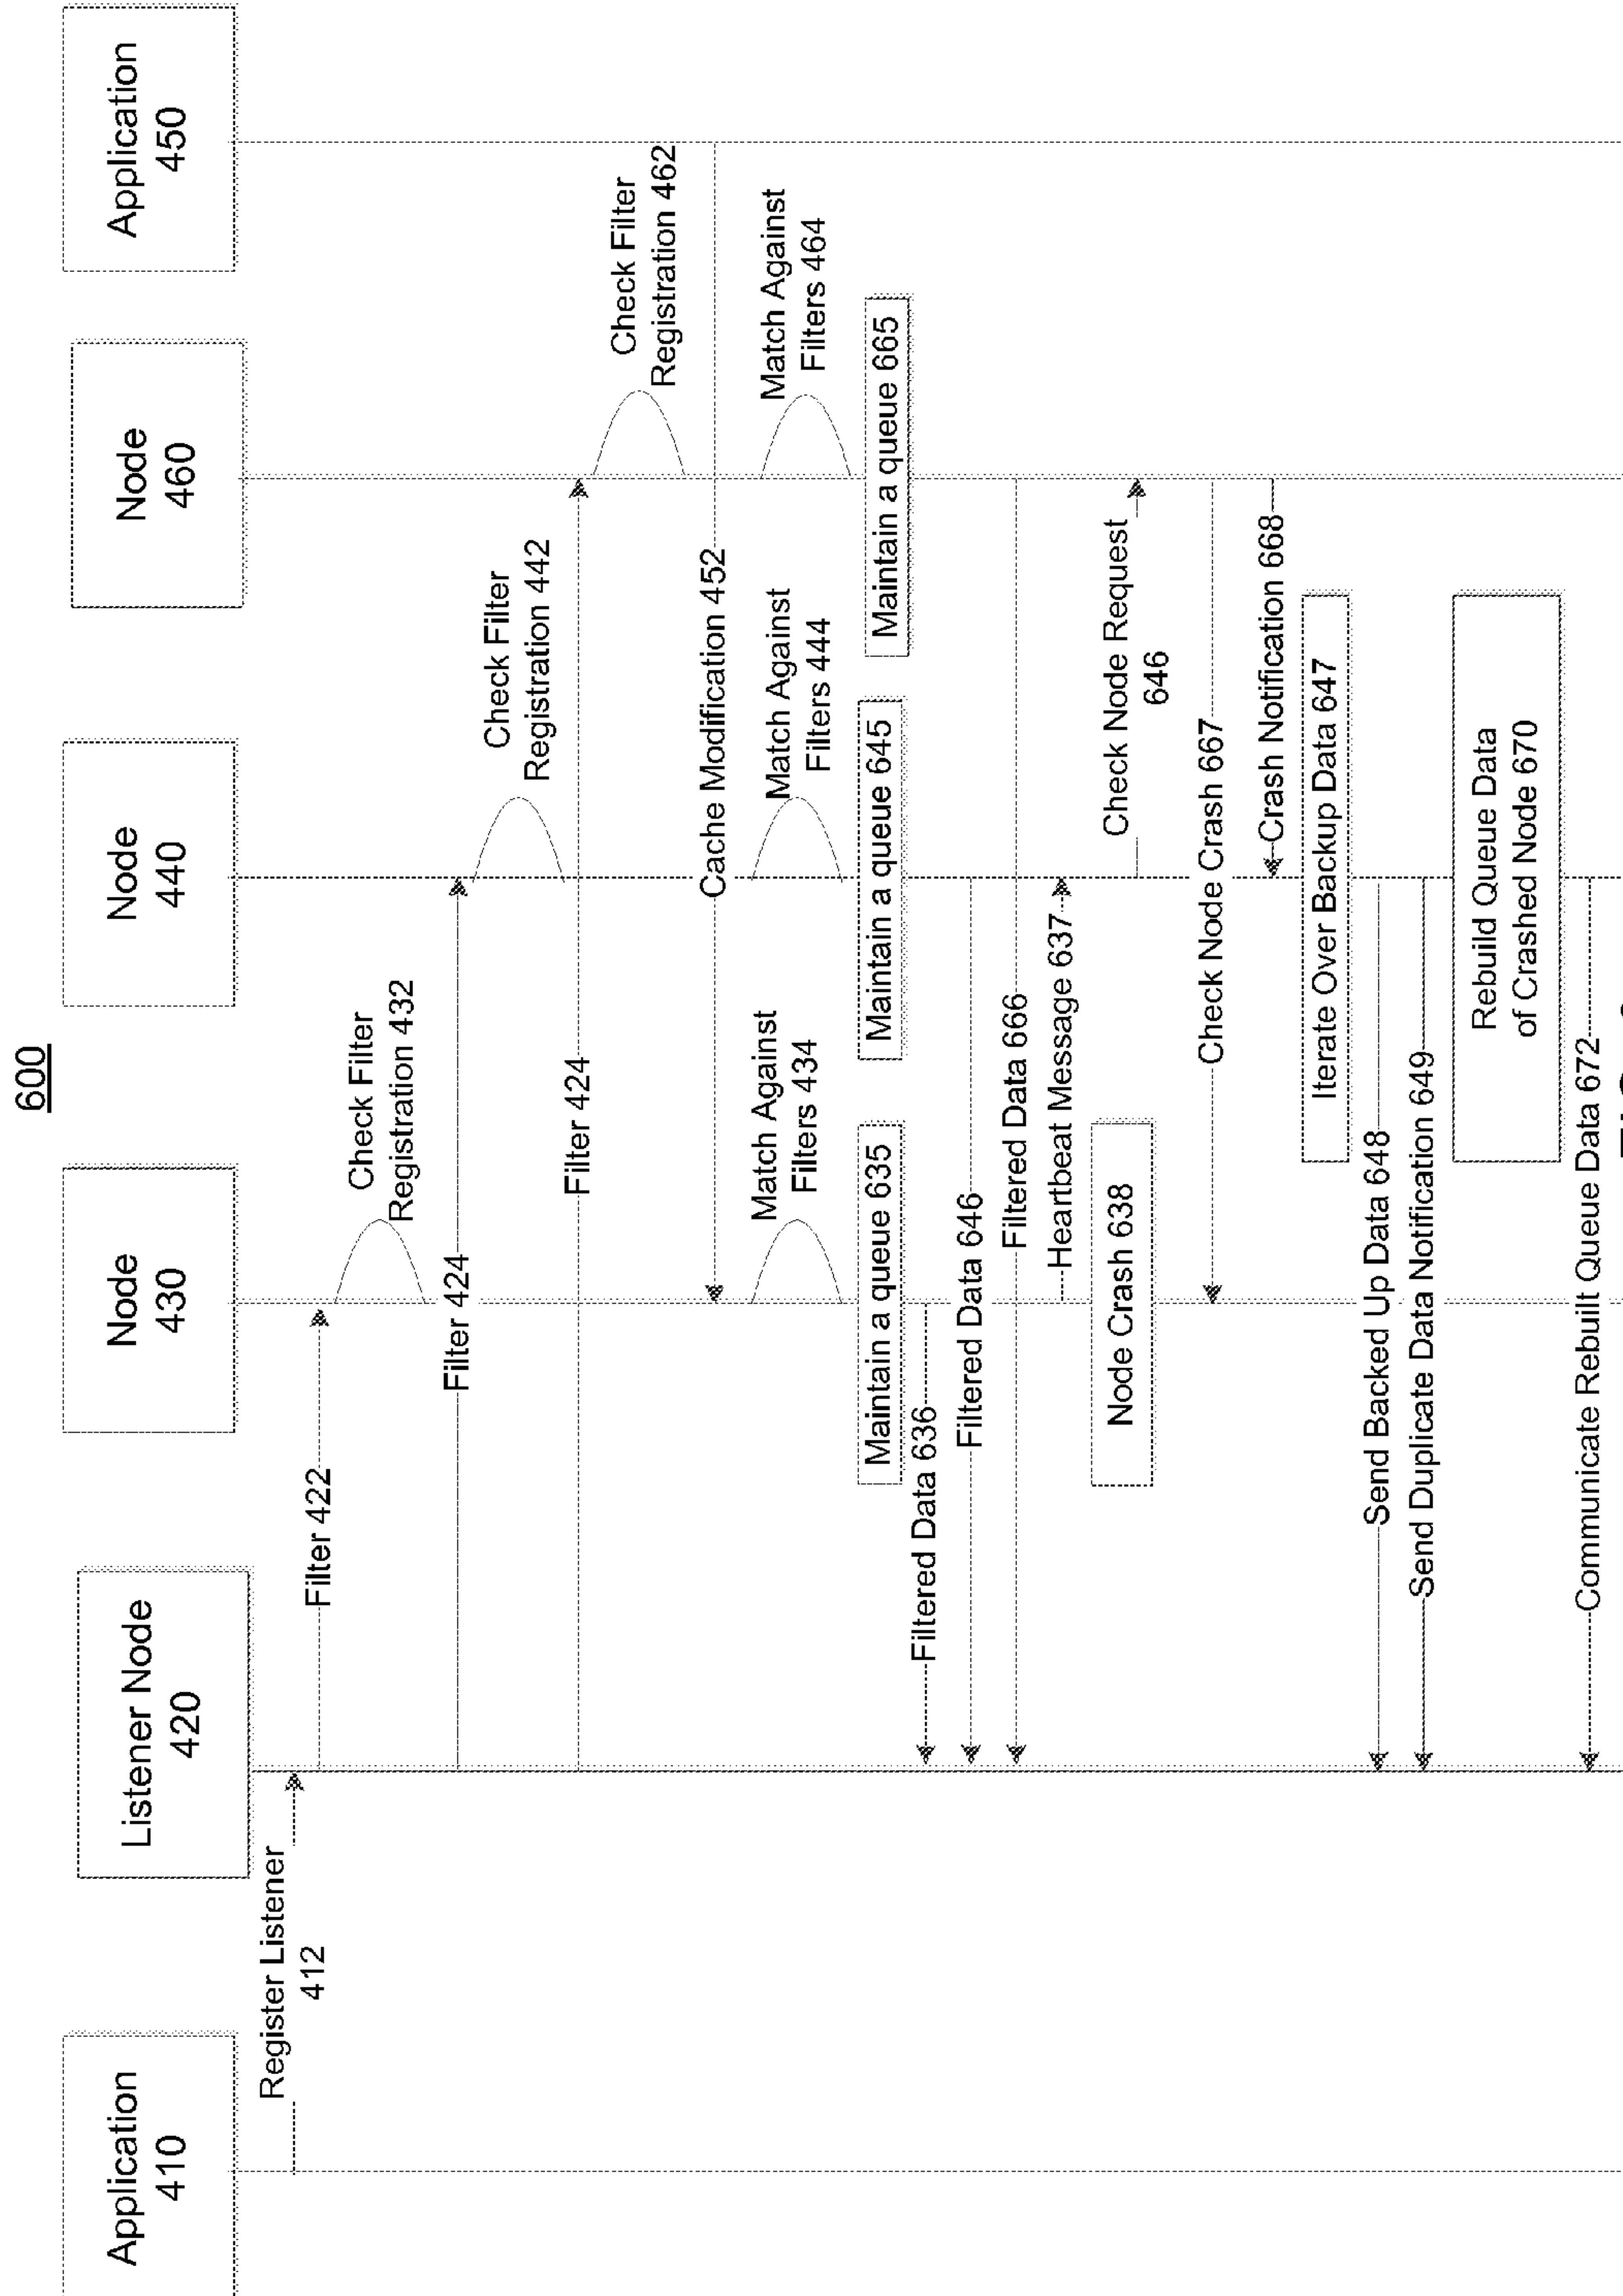 600
Application
410
Listener Node
420
Node
430
Node
440
Node
460
Application
450
Register Listener
412
Filter 422
Check Filter
Registration 432
Filter 424
Check Filter
Registration 442
Filter 424
Check Filter
Registration 462
Cache Modification 452
Match Against
Filters 434
Match Against
Filters 444
Match Against
Filters 464
Maintain a queue 635
Maintain a queue 645
Maintain a queue 665
Filtered Data 636
Filtered Data 646
Filtered Data 666
Heartbeat Message 637
Node Crash 638
Check Node Request
646
Check Node Crash 667
Crash Notification 668
Iterate Over Backup Data 647
Send Backed Up Data 648
Send Duplicate Data Notification 649
Rebuild Queue Data
of Crashed Node 670
Communicate Rebuilt Queue Data 672